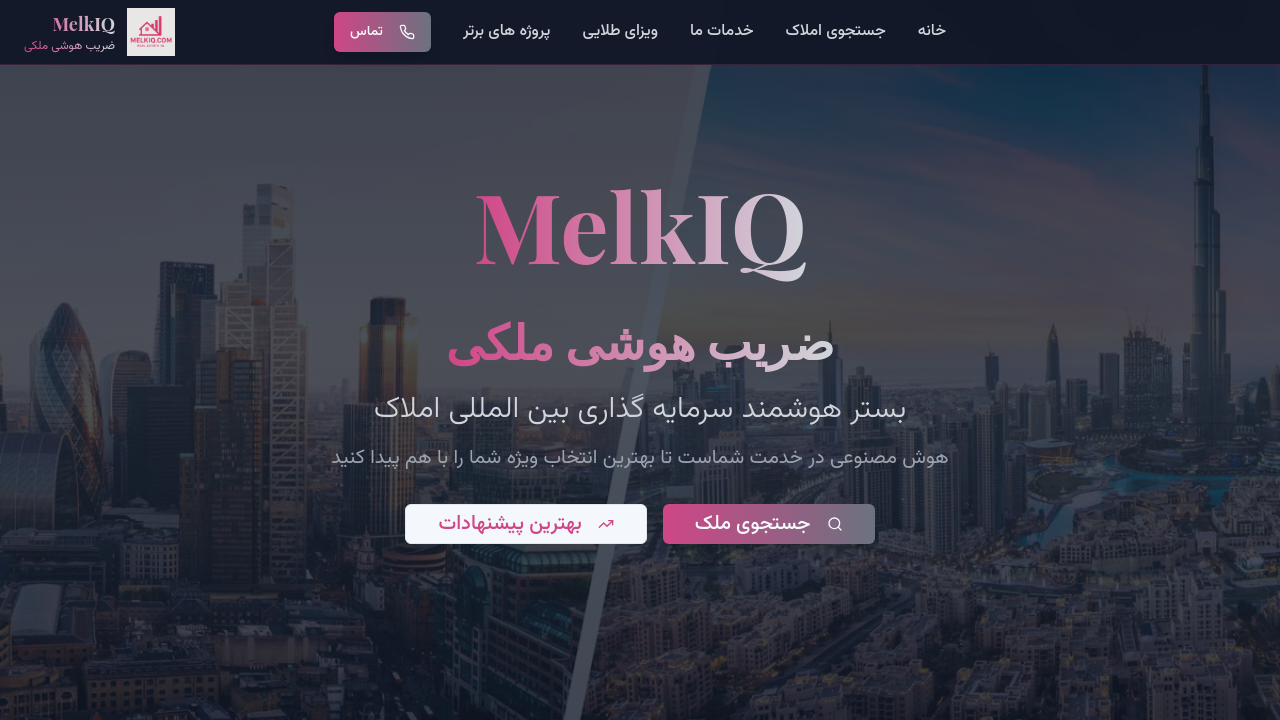 خانه
جستجوی املاک
خدمات ما
ویزای طلایی
پروژه های برتر
تماس
MELKIQ.COM
MelkIQ
ضریب هوشی ملکی
MelkIQ
ضریب هوشی ملکی
بستر هوشمند سرمایه گذاری بین المللی املاک
هوش مصنوعی در خدمت شماست تا بهترین انتخاب ویژه شما را با هم پیدا کنید
جستجوی ملک
بهترین پیشنهادات